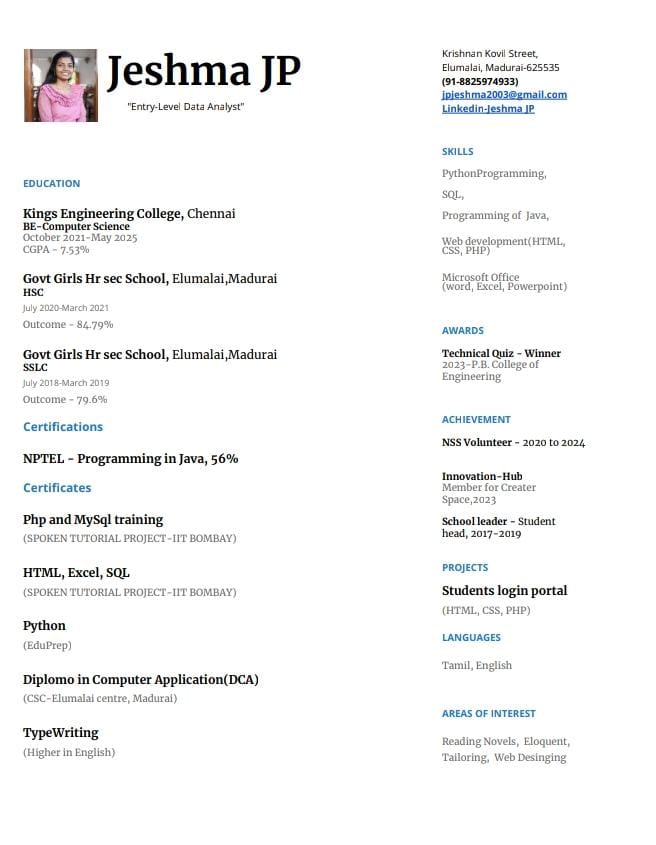 Jeshma JP
"Entry-Level Data Analyst"
Krishnan Kovil Street,
Elumalai, Madurai-625535
(91-8825974933)
jpjeshma2003@gmail.com
Linkedin-Jeshma JP
EDUCATION
Kings Engineering College, Chennai
BE-Computer Science
October 2021-May 2025
CGPA - 7.53%
Govt Girls Hr sec School, Elumalai,Madurai
HSC
July 2020-March 2021
Outcome - 84.79%
Govt Girls Hr sec School, Elumalai,Madurai
SSLC
July 2018-March 2019
Outcome - 79.6%
Certifications
NPTEL - Programming in Java, 56%
Certificates
Php and MySql training
(SPOKEN TUTORIAL PROJECT-IIT BOMBAY)
HTML, Excel, SQL
(SPOKEN TUTORIAL PROJECT-IIT BOMBAY)
Python
(EduPrep)
Diplomo in Computer Application(DCA)
(CSC-Elumalai centre, Madurai)
TypeWriting
(Higher in English)
SKILLS
PythonProgramming,
SQL,
Programming of Java,
Web development(HTML,
CSS, PHP)
Microsoft Office
(word, Excel, Powerpoint)
AWARDS
Technical Quiz - Winner
2023-P.B. College of
Engineering
ACHIEVEMENT
NSS Volunteer - 2020 to 2024
Innovation-Hub
Member for Creater
Space,2023
School leader - Student
head, 2017-2019
PROJECTS
Students login portal
(HTML, CSS, PHP)
LANGUAGES
Tamil, English
AREAS OF INTEREST
Reading Novels, Eloquent,
Tailoring, Web Desinging